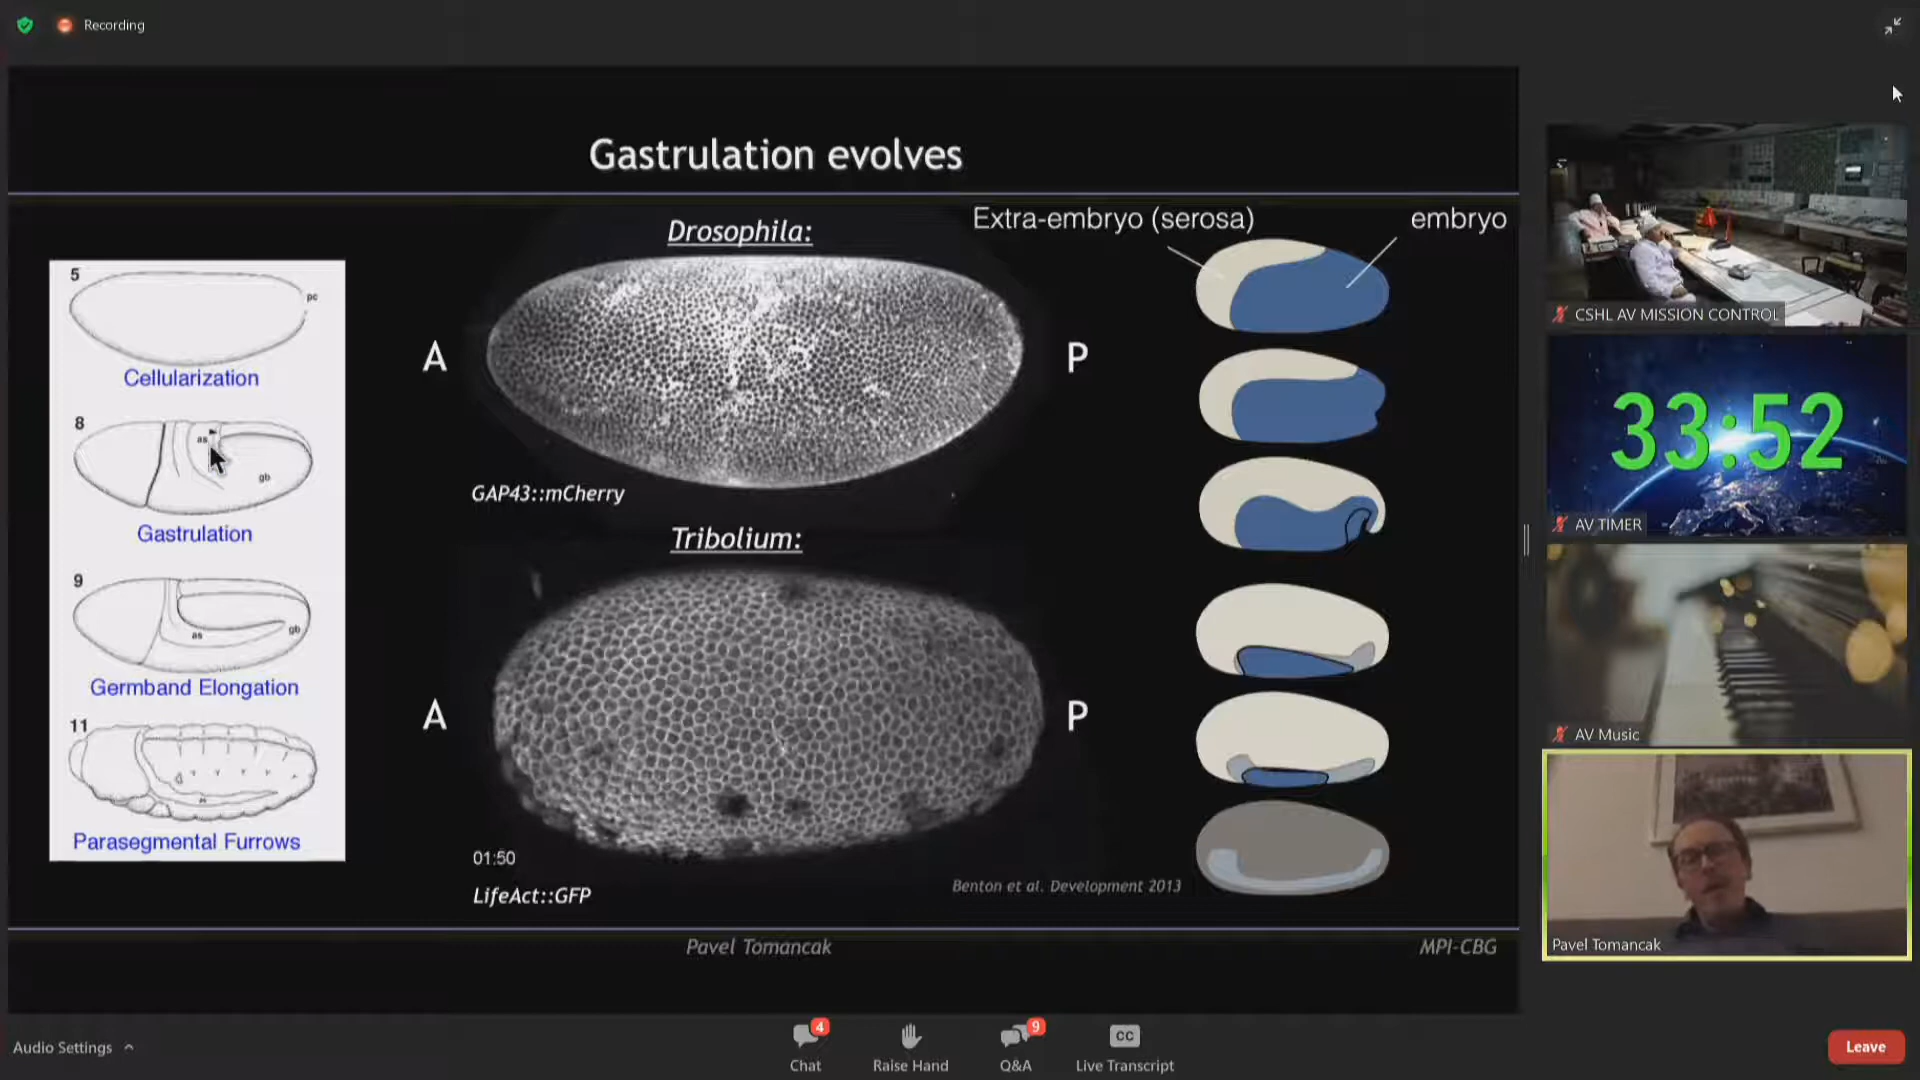 Recording
Gastrulation evolves
5
pc
Cellularization
8
as
gb
Gastrulation
9
as
gb
Germband Elongation
11
as
Parasegmental Furrows
Drosophila:
A
P
GAP43::mCherry
Tribolium:
A
P
01:50
LifeAct::GFP
Extra-embryo (serosa)
embryo
Benton et al. Development 2013
Pavel Tomancak
MPI-CBG
CSHL AV MISSION CONTROL
33:52
AV TIMER
AV Music
Pavel Tomancak
Audio Settings
4
Chat
Raise Hand
9
Q&A
CC
Live Transcript
Leave